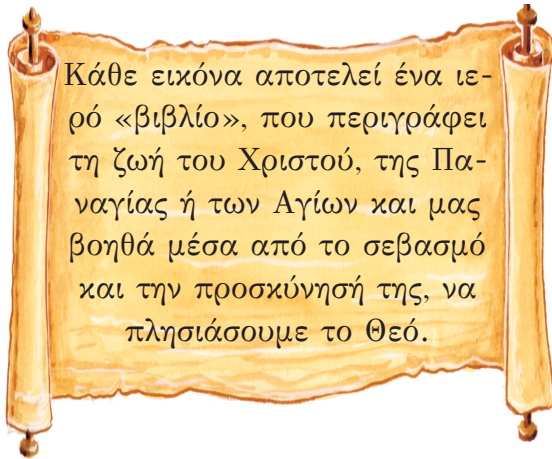 Κάθε εικόνα αποτελεί ένα ιε-
ρό «βιβλίο», που περιγράφει
τη ζωή του Χριστού, της Πα-
ναγίας ή των Αγίων και μας
βοηθά μέσα από το σεβασμό
και την προσκύνησή της, να
πλησιάσουμε το Θεό.